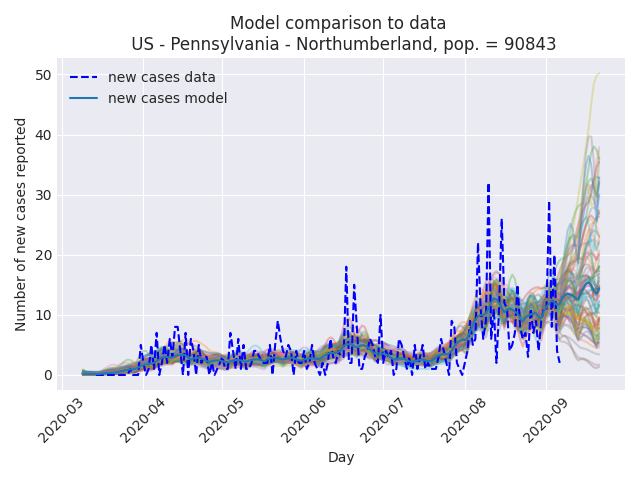 Model comparison to data
US - Pennsylvania - Northumberland, pop. = 90843
new cases data
new cases model
Number of new cases reported
50
40
30
20
10
0
2020-03
2020-04
2020-05
2020-06
2020-07
2020-08
2020-09
Day